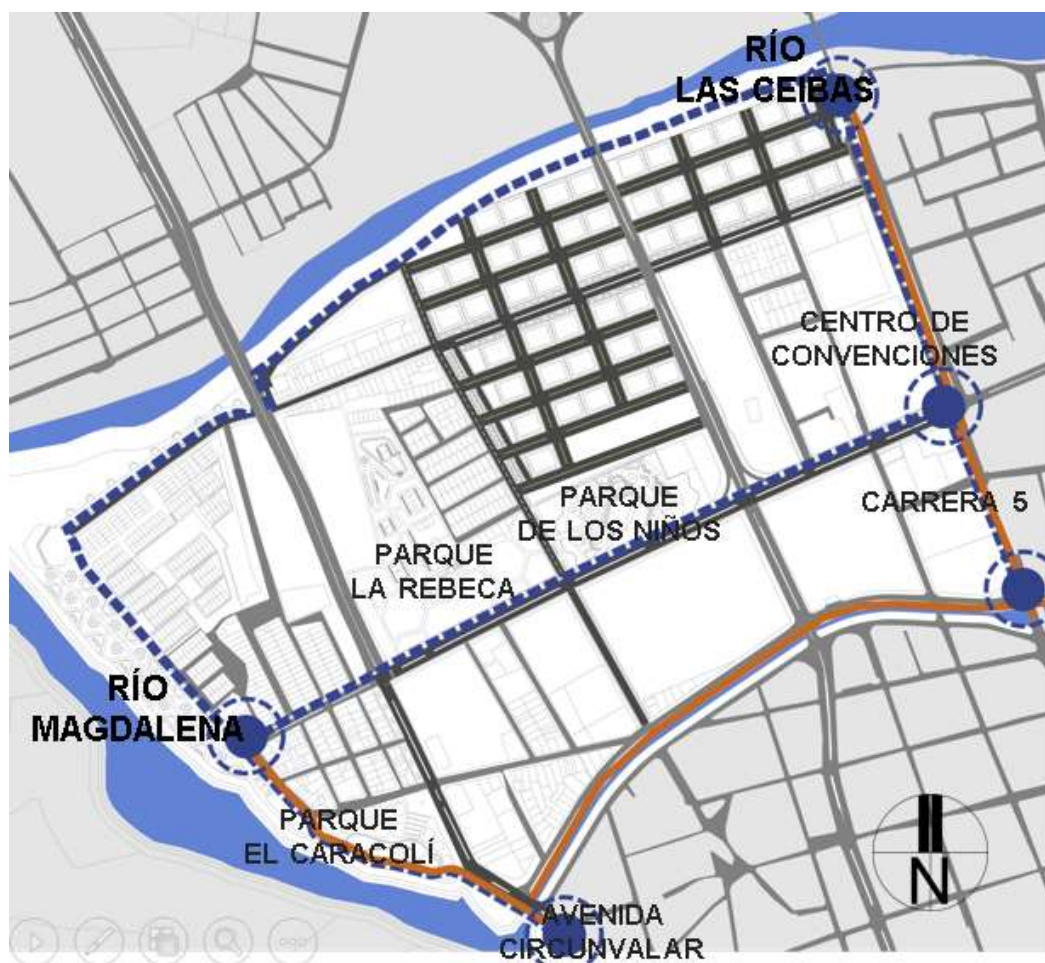 RÍO
LAS CEIBAS
CENTRO DE
CONVENCIONES
CARRERA 5
PARQUE
DE LOS NIÑOS
PARQUE
LA REBECA
RÍO
MAGDALENA
PARQUE
EL CARACOLÍ
AVENIDA
CIRCUNVALAR
N